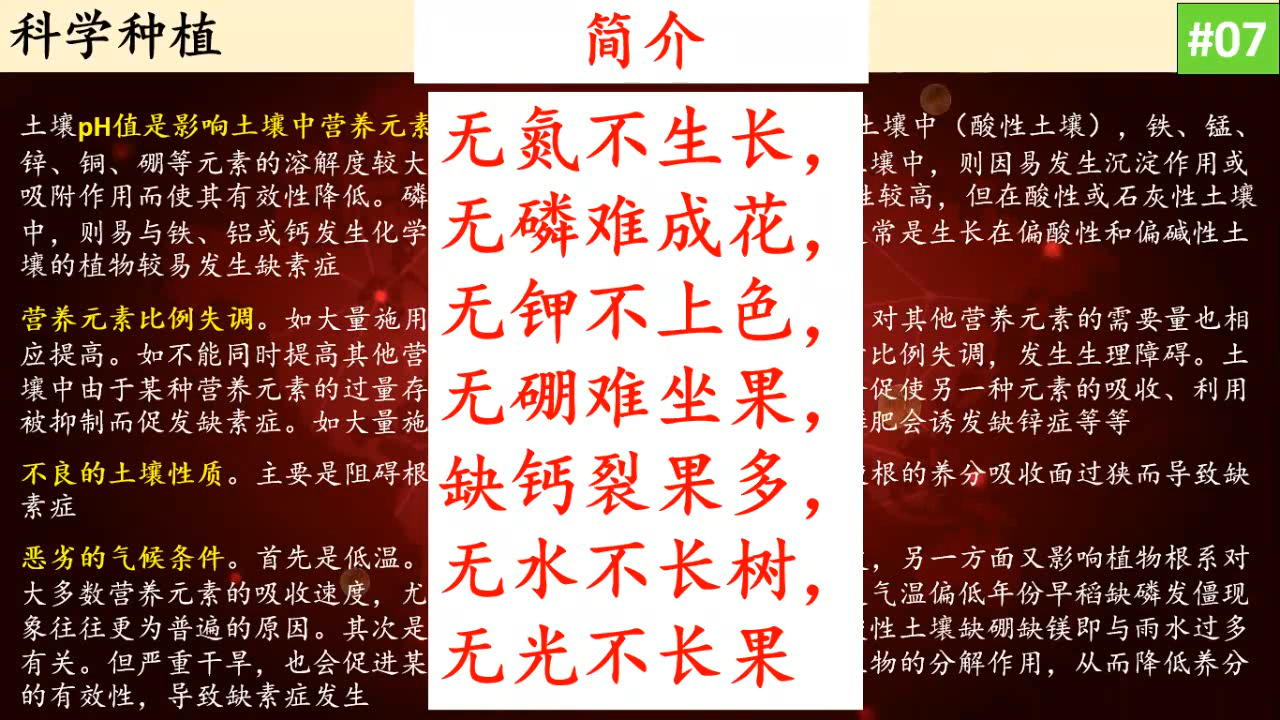 科学种植
简介
#07
土壤pH值是影响土壤中营养元素
土壤中（酸性土壤），铁、锰、
锌、铜、硼等元素的溶解度较大
壤中，则因易发生沉淀作用或
吸附作用而使其有效性降低。磷
性较高，但在酸性或石灰性土壤
中，则易与铁、铝或钙发生化学
常是生长在偏酸性和偏碱性土
壤的植物较易发生缺素症
营养元素比例失调。如大量施用
对其他营养元素的需要量也相
应提高。如不能同时提高其他营
比例失调，发生生理障碍。土
壤中由于某种营养元素的过量存
促使另一种元素的吸收、利用
被抑制而促发缺素症。如大量施
肥会诱发缺锌症等等
不良的土壤性质。主要是阻碍根
根的养分吸收面过狭而导致缺
素症
恶劣的气候条件。首先是低温。
，另一方面又影响植物根系对
大多数营养元素的吸收速度，尤
气温偏低年份早稻缺磷发僵现
象往往更为普遍的原因。其次是
性土壤缺硼缺镁即与雨水过多
有关。但严重干旱，也会促进某
物的分解作用，从而降低养分
的有效性，导致缺素症发生
无氮不生长，
无磷难成花，
无钾不上色，
无硼难坐果，
缺钙裂果多，
无水不长树，
无光不长果